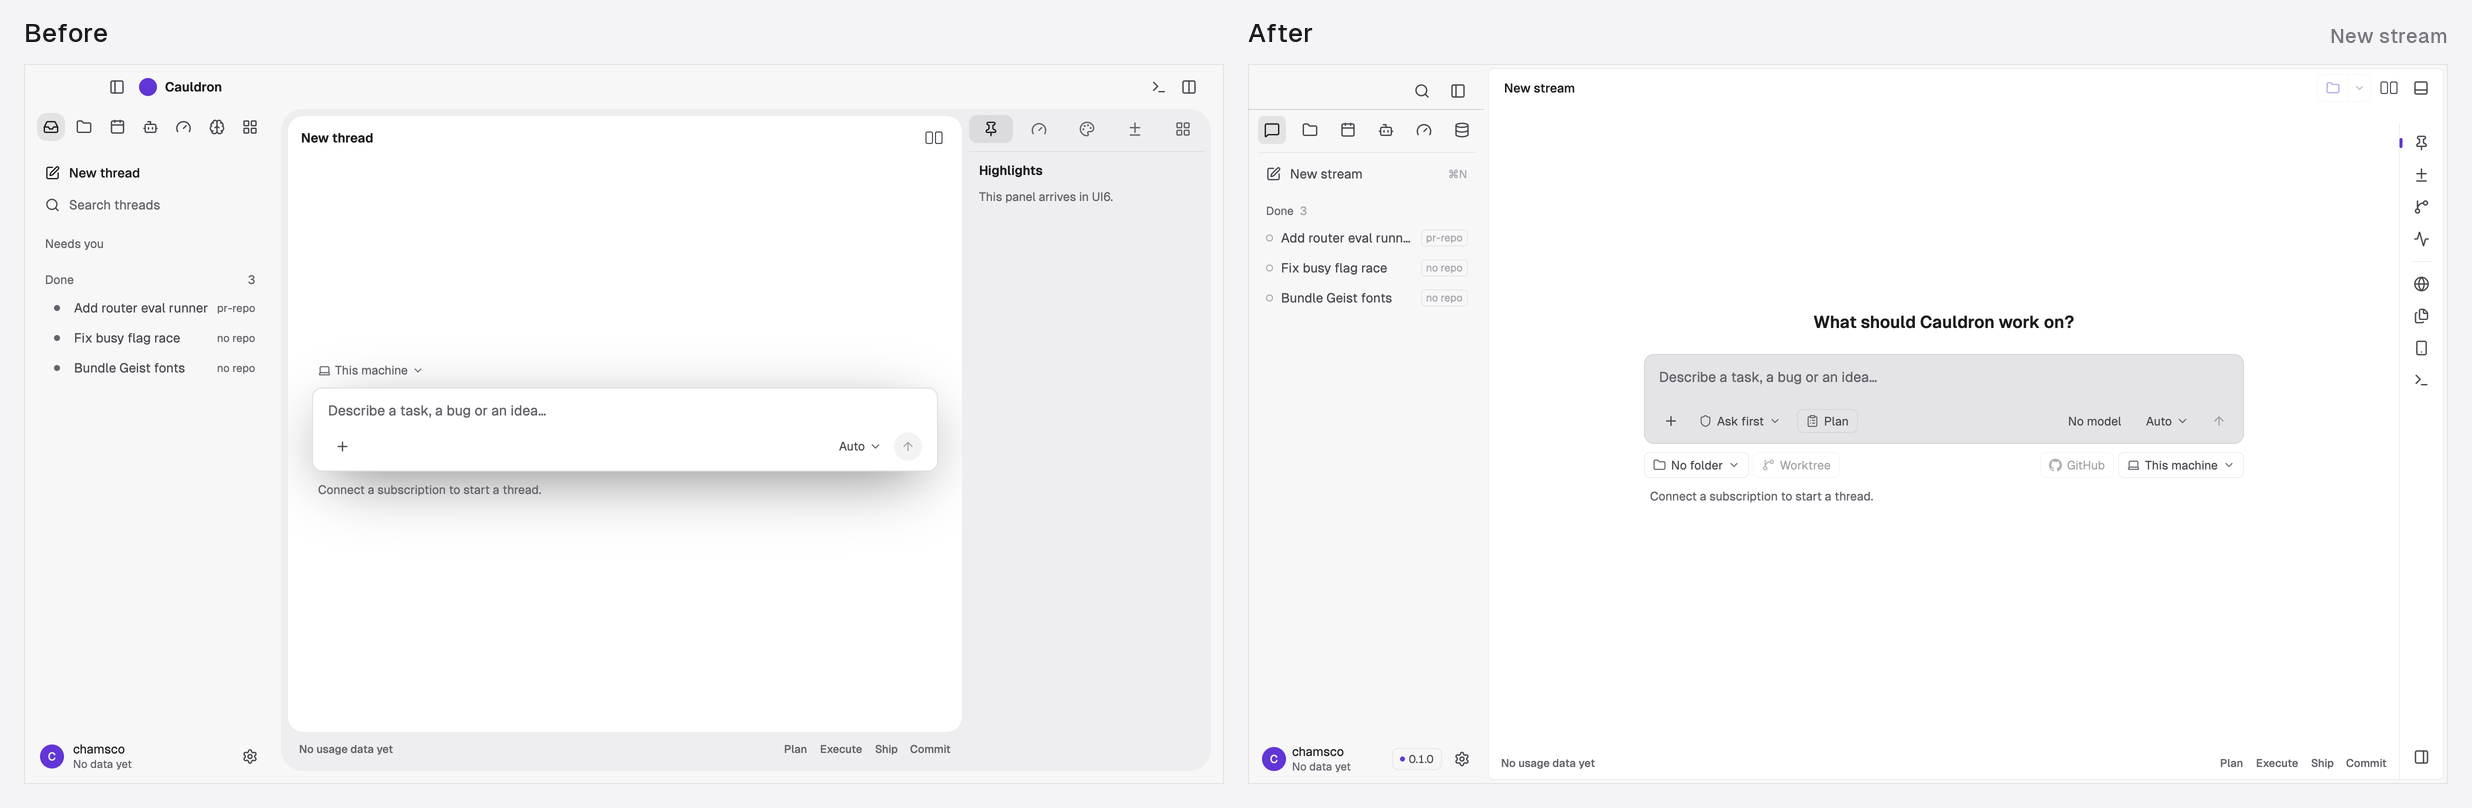 Before
Cauldron
New thread
Search threads
Needs you
Done 3
Add router eval runner pr-repo
Fix busy flag race no repo
Bundle Geist fonts no repo
C
chamsco
No data yet
New thread
This machine
Describe a task, a bug or an idea...
Auto
Connect a subscription to start a thread.
No usage data yet Plan Execute Ship Commit
Highlights
This panel arrives in UI6.
After
New stream
New stream ⌘N
Done 3
Add router eval runn... pr-repo
Fix busy flag race no repo
Bundle Geist fonts no repo
C
chamsco
No data yet
0.1.0
New stream
What should Cauldron work on?
Describe a task, a bug or an idea...
Ask first Plan No model Auto
No folder Worktree GitHub This machine
Connect a subscription to start a thread.
No usage data yet Plan Execute Ship Commit